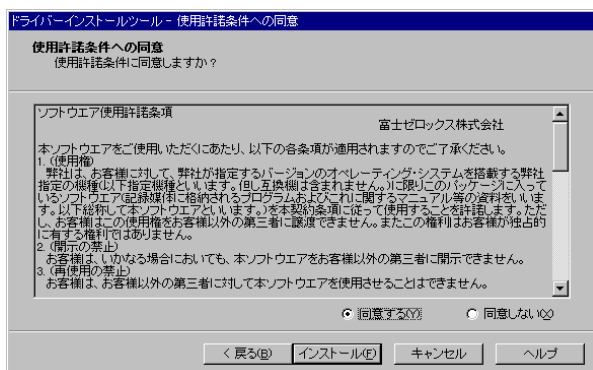 ドライバーインストールツール - 使用許諾条件への同意
使用許諾条件への同意
使用許諾条件に同意しますか？
ソフトウエア使用許諾条項
富士ゼロックス株式会社
本ソフトウエアをご使用いただくにあたり、以下の各条項が適用されますのでご了承ください。
1. (使用権)
弊社は、お客様に対して、弊社が指定するバージョンのオペレーティング・システムを搭載する弊社
指定の機種(以下指定機種といいます。但し互換機は含まれません。)に限りこのパッケージに入って
いるソフトウエア(記録媒体に格納されるプログラムおよびこれに関するマニュアル等の資料をいいま
す。以下総称して本ソフトウエアといいます。)を本契約条項に従って使用することを許諾します。ただ
し、お客様はこの使用権をお客様以外の第三者に譲渡できません。またこの権利はお客様が独占的
に有する権利ではありません。
2. (開示の禁止)
お客様は、いかなる場合においても、本ソフトウエアをお客様以外の第三者に開示できません。
3. (再使用の禁止)
お客様は、お客様以外の第三者に対して本ソフトウエアを使用させることはできません。
同意する(Y) 同意しない(X)
< 戻る(B) インストール(F) キャンセル ヘルプ